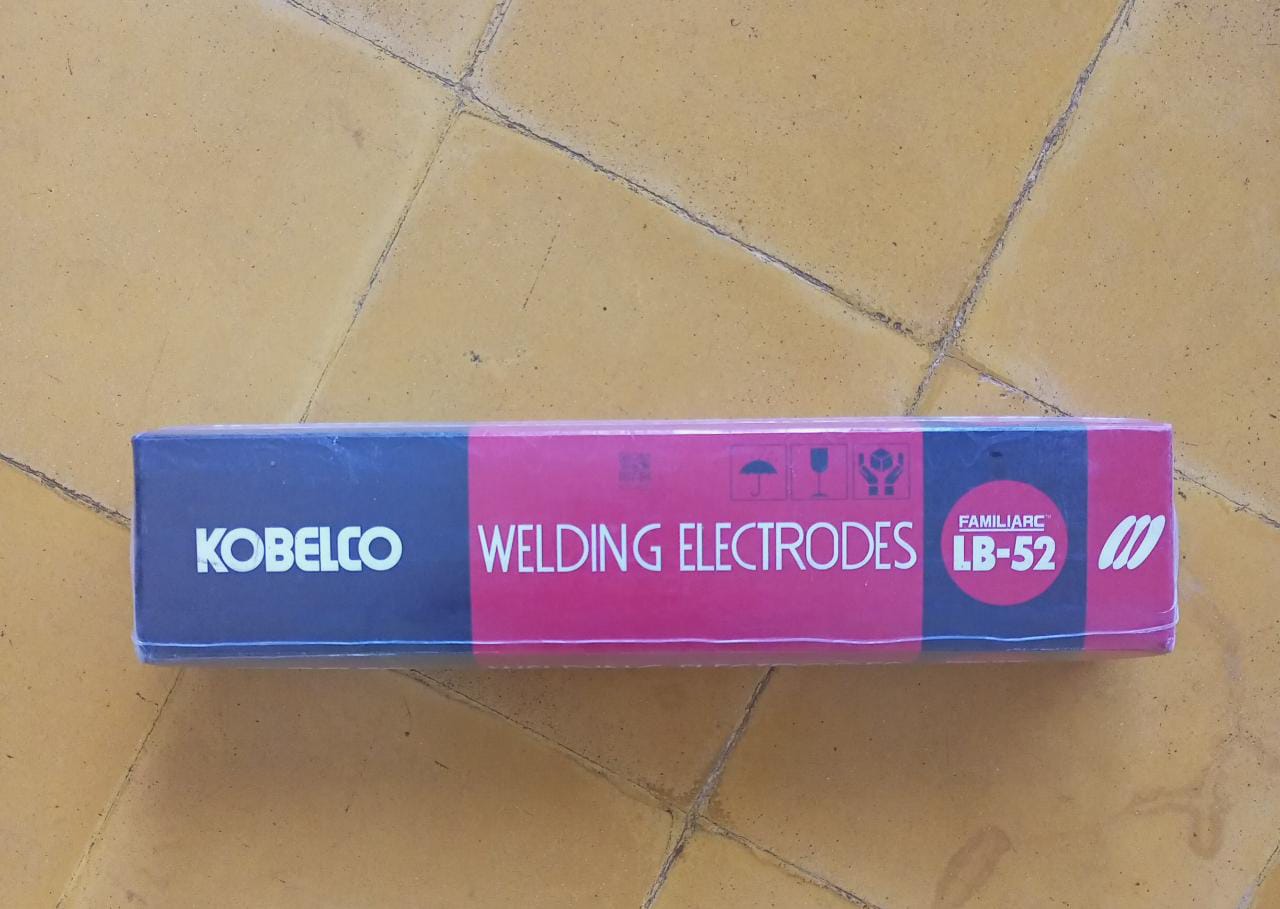 KOBELCO
WELDING ELECTRODES
FAMILIARC™
LB-52